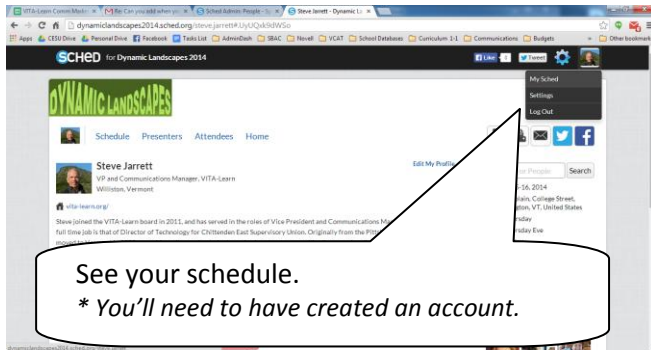 VITA-Learn Comm Marke
Re: Can you add when yo
Sched Admin- People - S
Steve Jarrett - Dynamic La
dynamiclandscapes2014.sched.org/steve.jarrett#.UyUQxk9dWSo
Apps CESU Drive Personal Drive Facebook Tasks List AdminDash SBAC Novell VCAT School Databases Curriculum 1-1 Communications Budgets » Other bookmark
SCHED for Dynamic Landscapes 2014
Like Tweet
My Sched
Settings
Log Out
DYNAMIC LANDSCAPES
Schedule Presenters Attendees Home
Steve Jarrett
Edit My Profile
VP and Communications Manager, VITA-Learn
Williston, Vermont
or People Search
-16, 2014
lain, College Street,
gton, VT, United States
rsday
rsday Eve
vita-learn.org/
Steve joined the VITA-Learn board in 2011, and has served in the roles of Vice President and Communications Ma
full time job is that of Director of Technology for Chittenden East Supervisory Union. Originally from the Pitt
See your schedule.
* You'll need to have created an account.